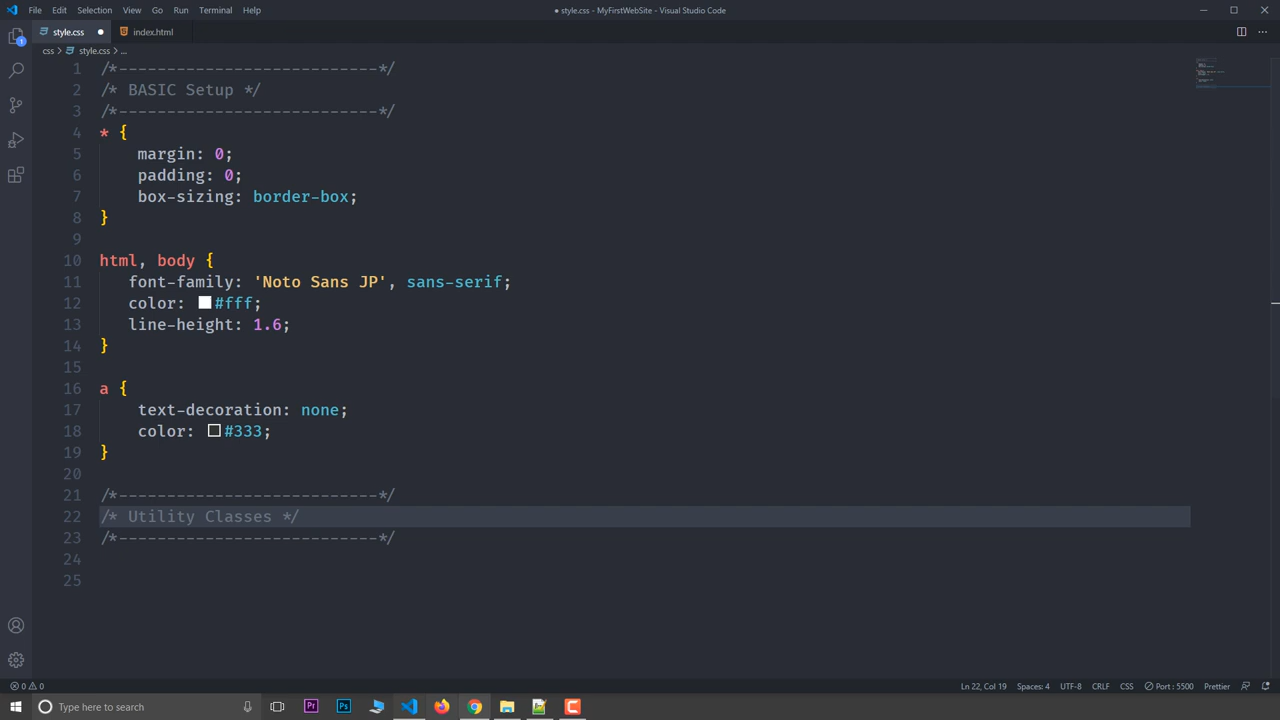 File Edit Selection View Go Run Terminal Help
● style.css - MyFirstWebSite - Visual Studio Code
style.css ● index.html
css > style.css > ...
1 /*---------------------------*/
2 /* BASIC Setup */
3 /*---------------------------*/
4 * {
5     margin: 0;
6     padding: 0;
7     box-sizing: border-box;
8 }
9
10 html, body {
11    font-family: 'Noto Sans JP', sans-serif;
12    color: #fff;
13    line-height: 1.6;
14 }
15
16 a {
17     text-decoration: none;
18     color: #333;
19 }
20
21 /*---------------------------*/
22 /* Utility Classes */
23 /*---------------------------*/
24
25
1
0 0 Ln 22, Col 19 Spaces: 4 UTF-8 CRLF CSS Port : 5500 Prettier
Type here to search Pr Ps